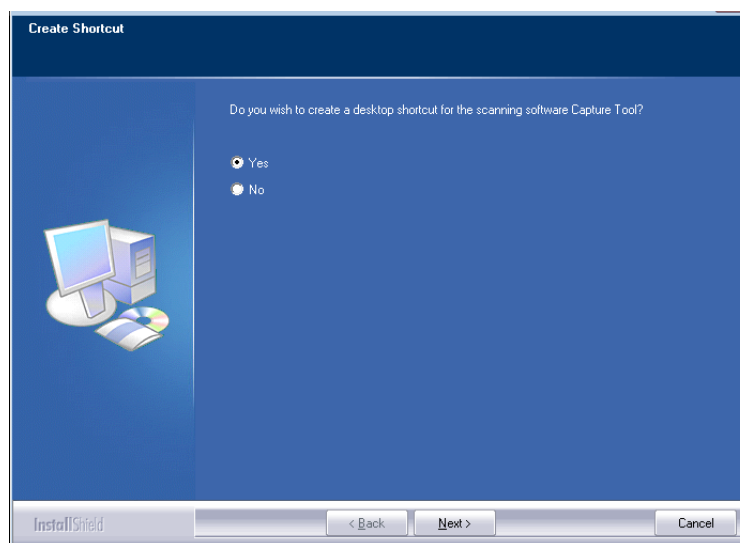 Create Shortcut
Do you wish to create a desktop shortcut for the scanning software Capture Tool?
Yes
No
InstallShield
< Back
Next >
Cancel